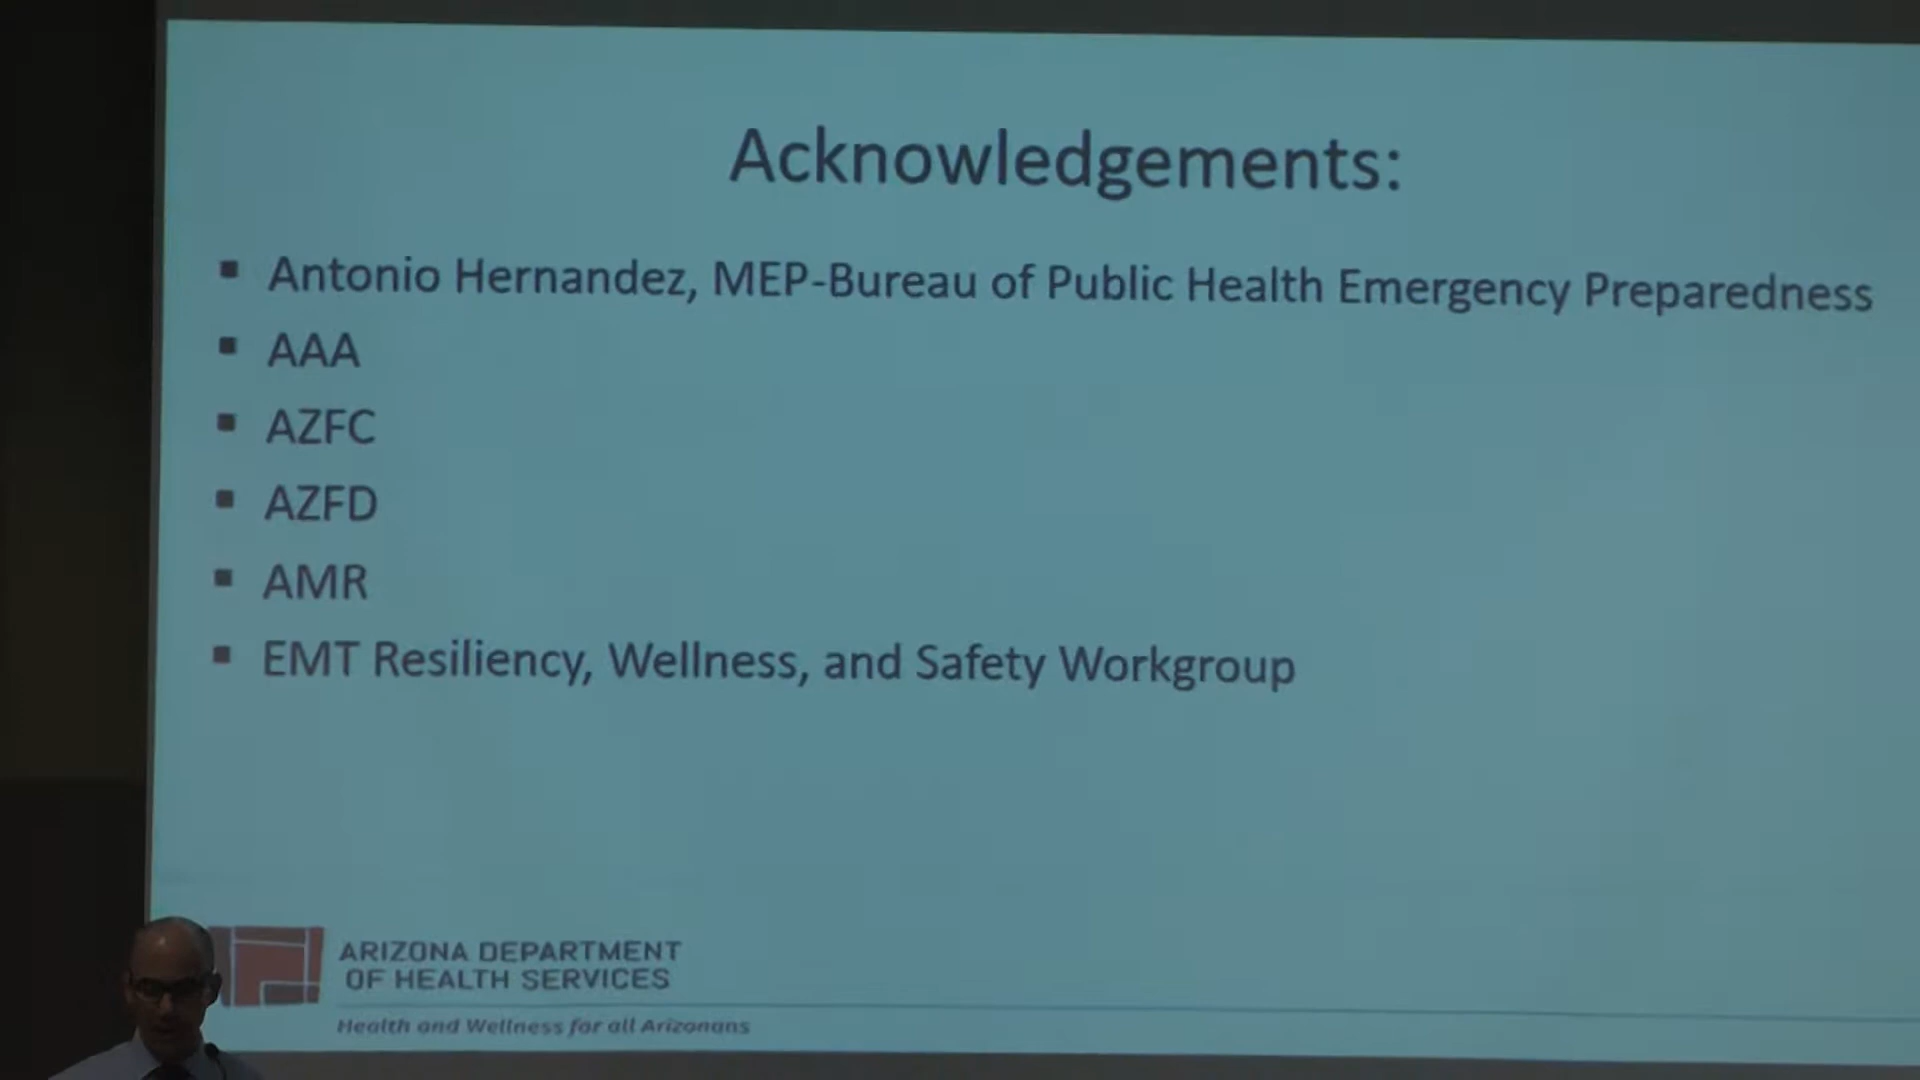 Acknowledgements:
Antonio Hernandez, MEP-Bureau of Public Health Emergency Preparedness
AAA
AZFC
AZFD
AMR
EMT Resiliency, Wellness, and Safety Workgroup
ARIZONA DEPARTMENT
OF HEALTH SERVICES
Health and Wellness for all Arizonans